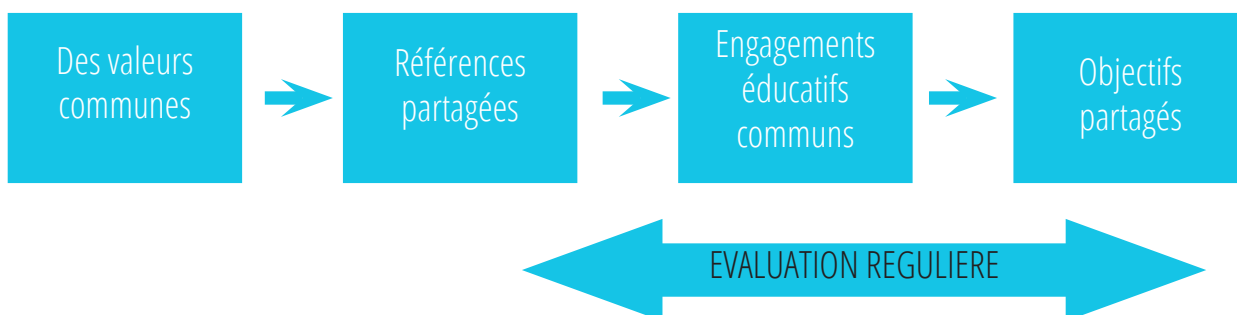 Des valeurs
communes
Références
partagées
Engagements
éducatifs
communs
Objectifs
partagés
EVALUATION REGULIERE